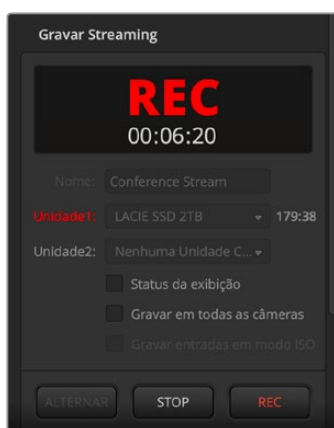 Gravar Streaming
REC
00:06:20
Nome: Conference Stream
Unidade1: LACIE SSD 2TB 179:38
Unidade2: Nenhuma Unidade C...
Status da exibição
Gravar em todas as câmeras
Gravar entradas em modo ISO
ALTERNAR STOP REC